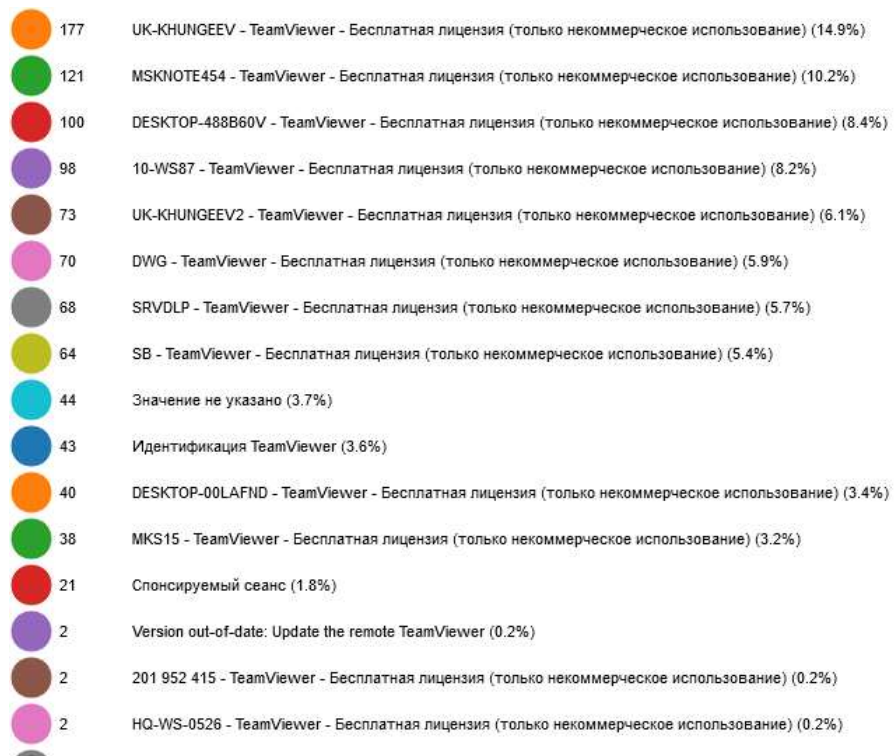 177 UK-KHUNGEEV - TeamViewer - Бесплатная лицензия (только некоммерческое использование) (14.9%)
121 MSKNOTE454 - TeamViewer - Бесплатная лицензия (только некоммерческое использование) (10.2%)
100 DESKTOP-488B60V - TeamViewer - Бесплатная лицензия (только некоммерческое использование) (8.4%)
98 10-WS87 - TeamViewer - Бесплатная лицензия (только некоммерческое использование) (8.2%)
73 UK-KHUNGEEV2 - TeamViewer - Бесплатная лицензия (только некоммерческое использование) (6.1%)
70 DWG - TeamViewer - Бесплатная лицензия (только некоммерческое использование) (5.9%)
68 SRVDLP - TeamViewer - Бесплатная лицензия (только некоммерческое использование) (5.7%)
64 SB - TeamViewer - Бесплатная лицензия (только некоммерческое использование) (5.4%)
44 Значение не указано (3.7%)
43 Идентификация TeamViewer (3.6%)
40 DESKTOP-00LAFND - TeamViewer - Бесплатная лицензия (только некоммерческое использование) (3.4%)
38 MKS15 - TeamViewer - Бесплатная лицензия (только некоммерческое использование) (3.2%)
21 Спонсируемый сеанс (1.8%)
2 Version out-of-date: Update the remote TeamViewer (0.2%)
2 201 952 415 - TeamViewer - Бесплатная лицензия (только некоммерческое использование) (0.2%)
2 HQ-WS-0526 - TeamViewer - Бесплатная лицензия (только некоммерческое использование) (0.2%)